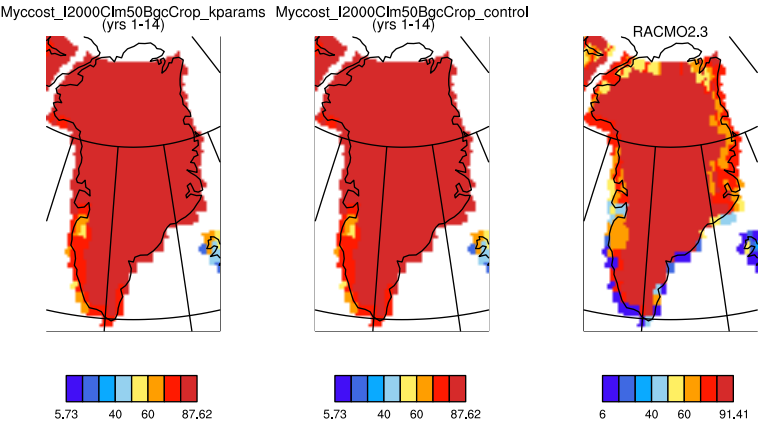 Myccost_I2000Clm50BgcCrop_kparams
(yrs 1-14)
Myccost_I2000Clm50BgcCrop_control
(yrs 1-14)
RACMO2.3
5.73 40 60 87.62
5.73 40 60 87.62
6 40 60 91.41